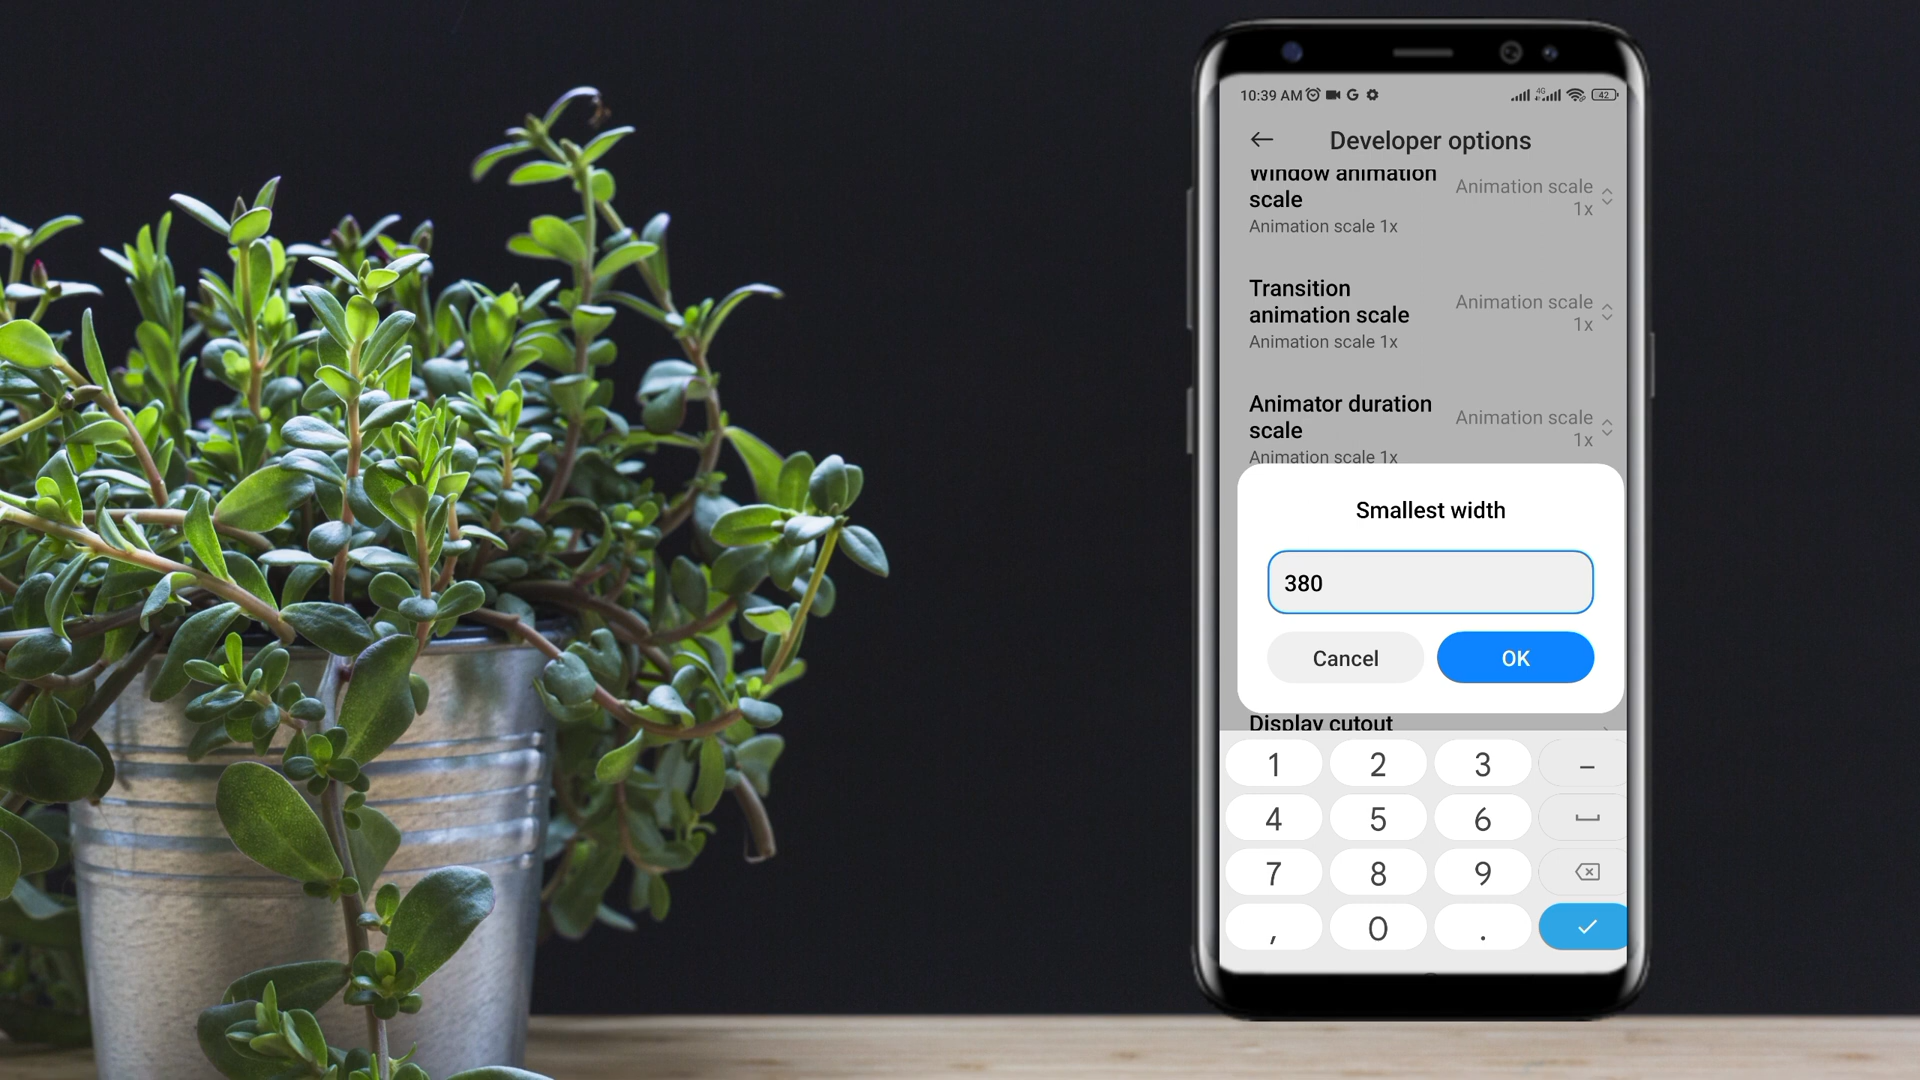 10:39 AM G 4G 42
Developer options
Window animation
scale
Animation scale
1x
Animation scale 1x
Transition
animation scale
Animation scale
1x
Animation scale 1x
Animator duration
scale
Animation scale
1x
Animation scale 1x
Smallest width
380
Cancel OK
Display cutout
1 2 3 –
4 5 6
7 8 9
, 0 .